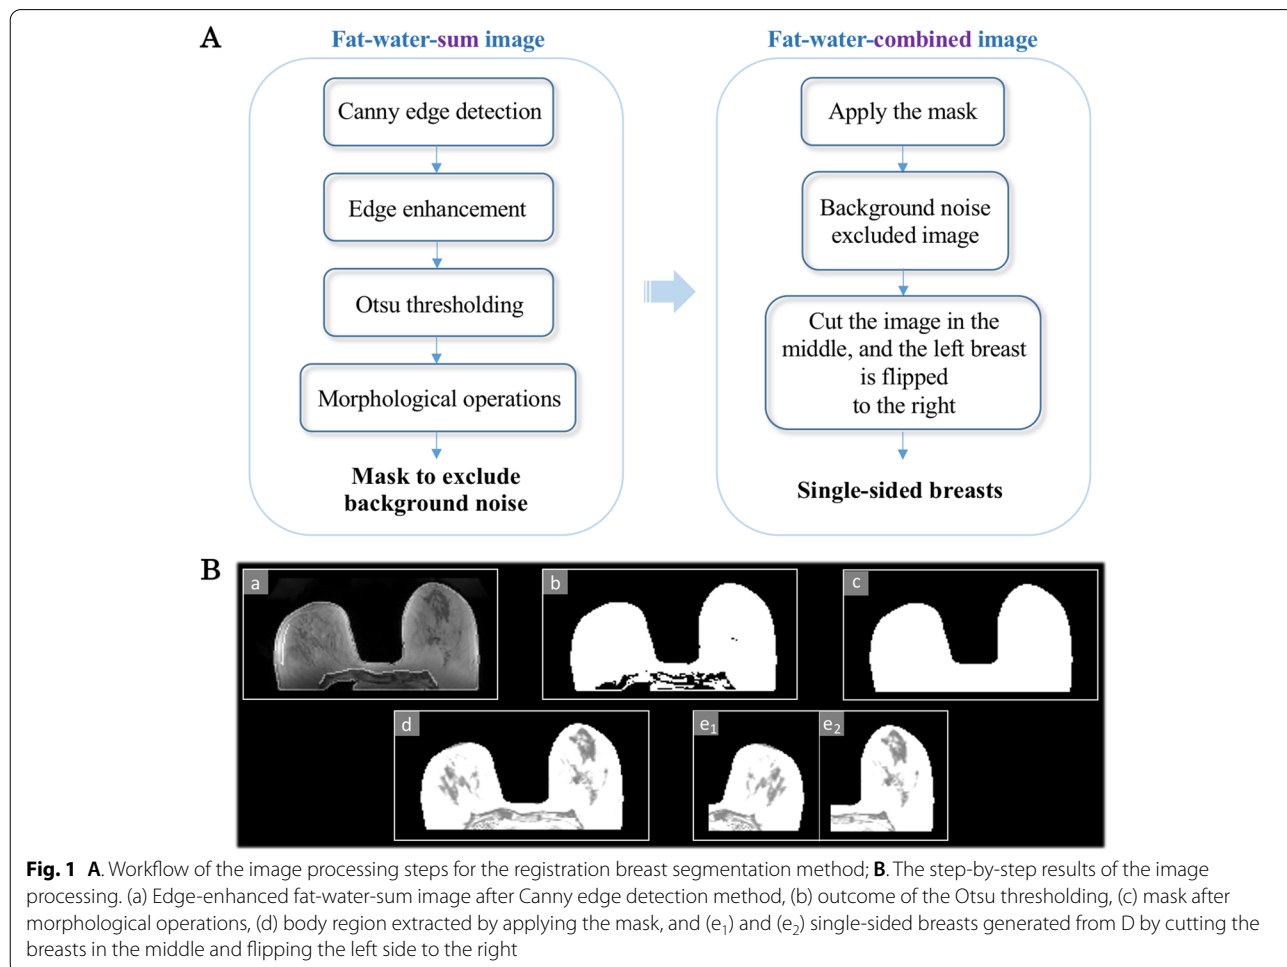 A
Fat-water-sum image
Canny edge detection
Edge enhancement
Otsu thresholding
Morphological operations
Mask to exclude
background noise
Fat-water-combined image
Apply the mask
Background noise
excluded image
Cut the image in the
middle, and the left breast
is flipped
to the right
Single-sided breasts
B
a
b
c
d
e₁
e₂
Fig. 1 A. Workflow of the image processing steps for the registration breast segmentation method; B. The step-by-step results of the image
processing. (a) Edge-enhanced fat-water-sum image after Canny edge detection method, (b) outcome of the Otsu thresholding, (c) mask after
morphological operations, (d) body region extracted by applying the mask, and (e₁) and (e₂) single-sided breasts generated from D by cutting the
breasts in the middle and flipping the left side to the right